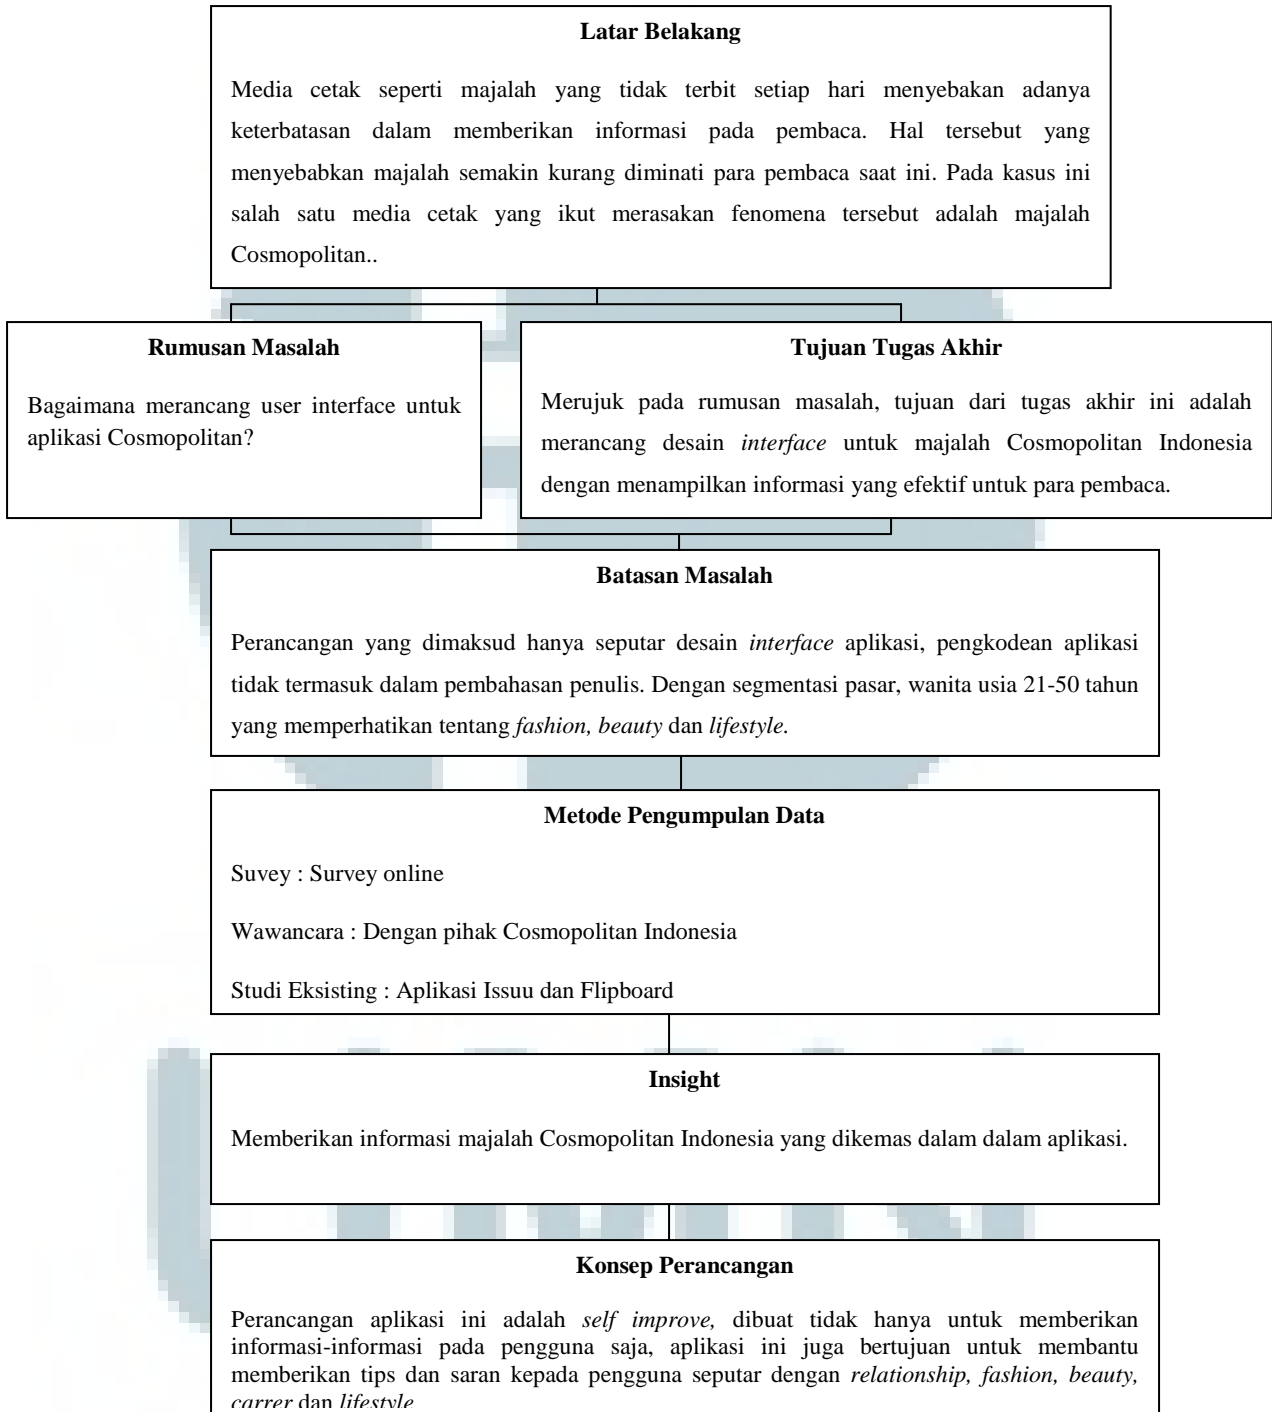 Latar Belakang
Media cetak seperti majalah yang tidak terbit setiap hari menyebakan adanya
keterbatasan dalam memberikan informasi pada pembaca. Hal tersebut yang
menyebabkan majalah semakin kurang diminati para pembaca saat ini. Pada kasus ini
salah satu media cetak yang ikut merasakan fenomena tersebut adalah majalah
Cosmopolitan..
Rumusan Masalah
Bagaimana merancang user interface untuk
aplikasi Cosmopolitan?
Tujuan Tugas Akhir
Merujuk pada rumusan masalah, tujuan dari tugas akhir ini adalah
merancang desain interface untuk majalah Cosmopolitan Indonesia
dengan menampilkan informasi yang efektif untuk para pembaca.
Batasan Masalah
Perancangan yang dimaksud hanya seputar desain interface aplikasi, pengkodean aplikasi
tidak termasuk dalam pembahasan penulis. Dengan segmentasi pasar, wanita usia 21-50 tahun
yang memperhatikan tentang fashion, beauty dan lifestyle.
Metode Pengumpulan Data
Suvey : Survey online
Wawancara : Dengan pihak Cosmopolitan Indonesia
Studi Eksisting : Aplikasi Issuu dan Flipboard
Insight
Memberikan informasi majalah Cosmopolitan Indonesia yang dikemas dalam dalam aplikasi.
Konsep Perancangan
Perancangan aplikasi ini adalah self improve, dibuat tidak hanya untuk memberikan
informasi-informasi pada pengguna saja, aplikasi ini juga bertujuan untuk membantu
memberikan tips dan saran kepada pengguna seputar dengan relationship, fashion, beauty,
carrer dan lifestyle